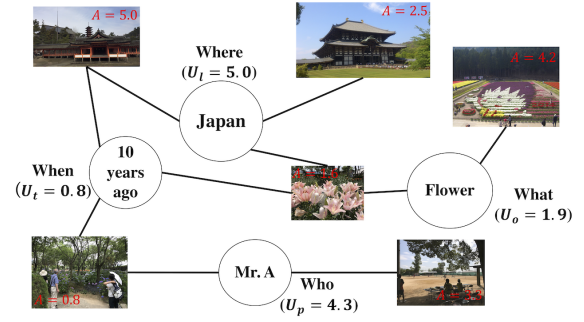 A = 5.0
A = 2.5
A = 4.2
Where
(U_l = 5.0)
Japan
When
(U_t = 0.8)
10
years
ago
Flower
What
(U_o = 1.9)
A = 0.8
Mr. A
Who
(U_p = 4.3)